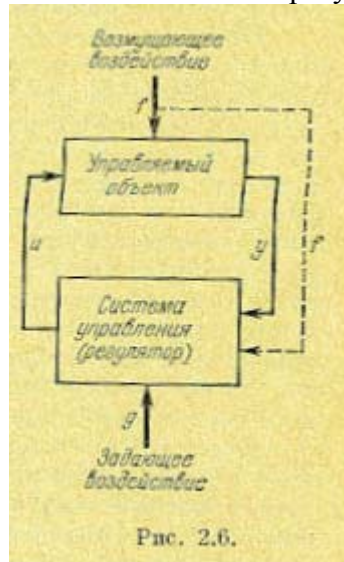 Возмущающее
воздействие
f
Управляемый
объект
u
y
f
Система
управления
(регулятор)
g
Задающее
воздействие
Рис. 2.6.